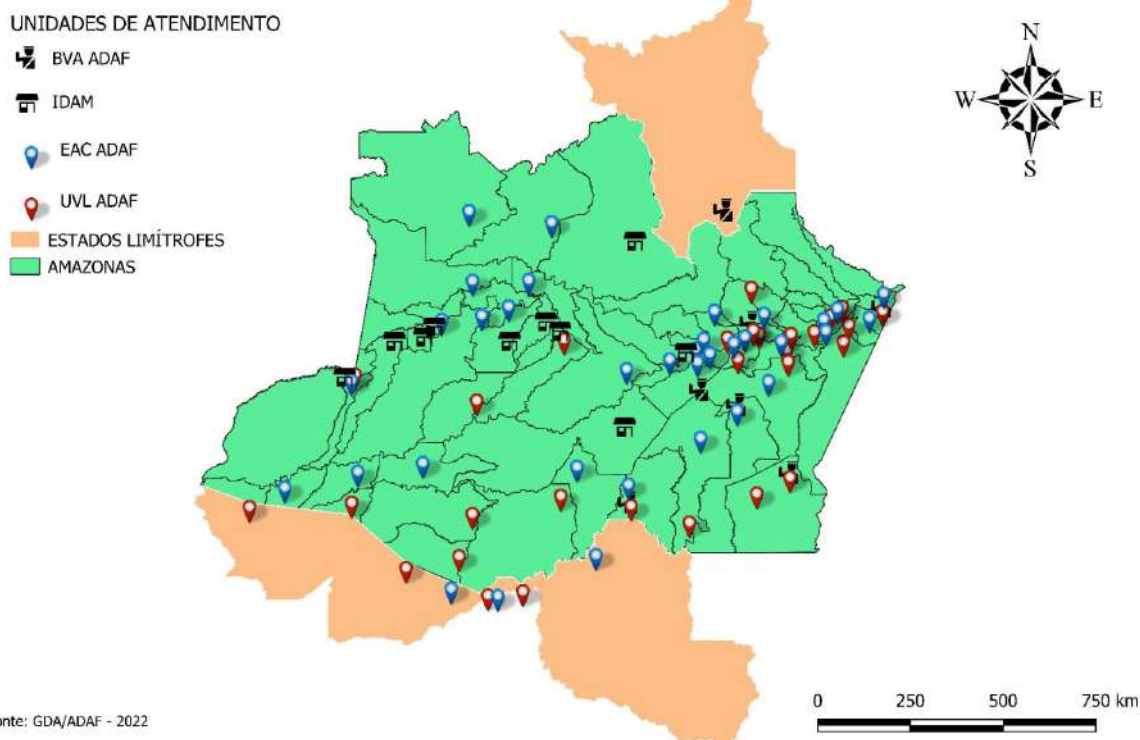 UNIDADES DE ATENDIMENTO
BVA ADAF
IDAM
EAC ADAF
UVL ADAF
ESTADOS LIMÍTROFES
AMAZONAS
N
W
E
S
onte: GDA/ADAF - 2022
0 250 500 750 km